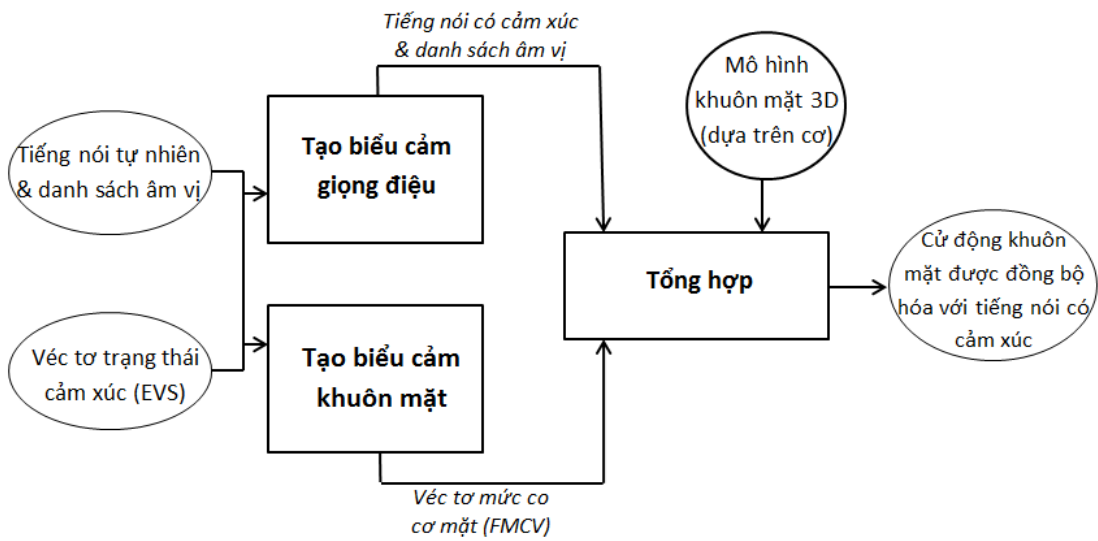 Tiếng nói có cảm xúc
& danh sách âm vị
Mô hình
khuôn mặt 3D
(dựa trên cơ)
Tiếng nói tự nhiên
& danh sách âm vị
Tạo biểu cảm
giọng điệu
Tổng hợp
Cử động khuôn
mặt được đồng bộ
hóa với tiếng nói có
cảm xúc
Véc tơ trạng thái
cảm xúc (EVS)
Tạo biểu cảm
khuôn mặt
Véc tơ mức co
cơ mặt (FMCV)